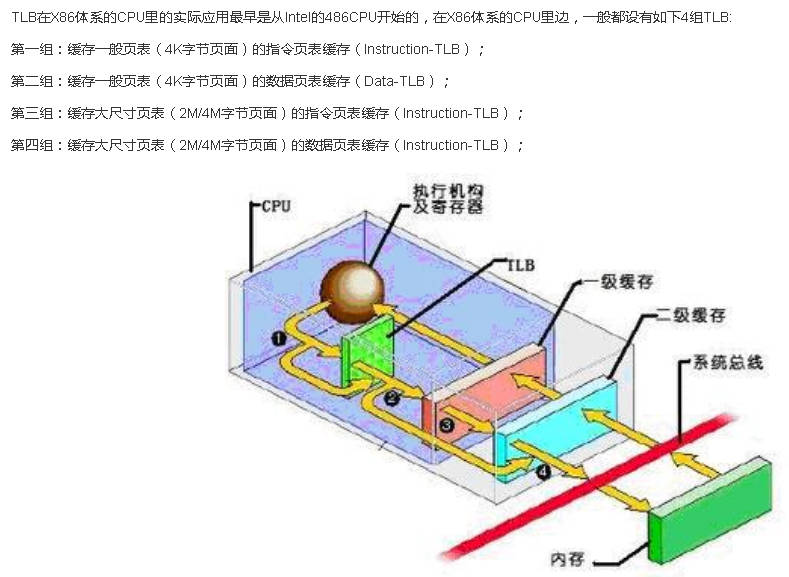 TLB在X86体系的CPU里的实际应用最早是从Intel的486CPU开始的，在X86体系的CPU里边，一般都设有如下4组TLB:
第一组：缓存一般页表（4K字节页面）的指令页表缓存（Instruction-TLB）；
第二组：缓存一般页表（4K字节页面）的数据页表缓存（Data-TLB）；
第三组：缓存大尺寸页表（2M/4M字节页面）的指令页表缓存（Instruction-TLB）；
第四组：缓存大尺寸页表（2M/4M字节页面）的数据页表缓存（Instruction-TLB）；
CPU
执行机构
及寄存器
TLB
一级缓存
二级缓存
系统总线
❶
❷
❸
❹
内存